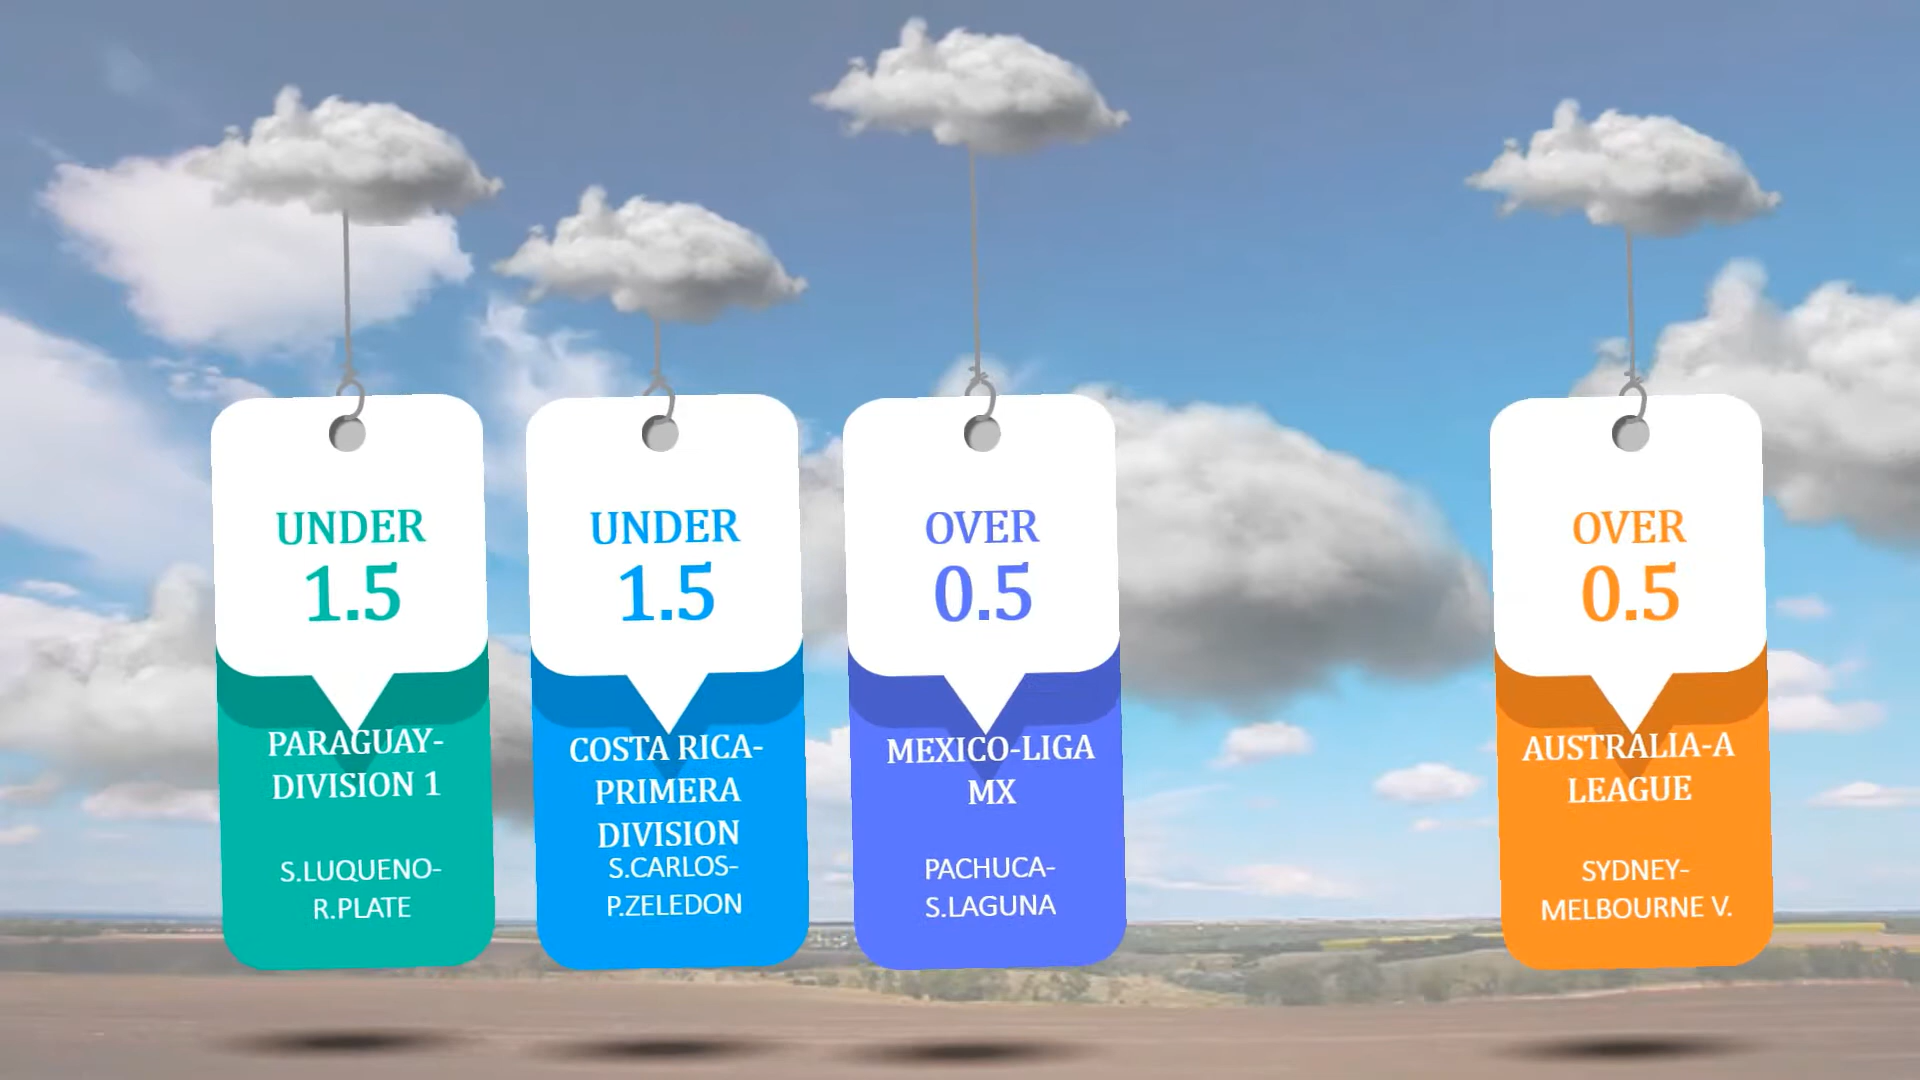 UNDER
1.5
PARAGUAY-
DIVISION 1
S.LUQUENO-
R.PLATE
UNDER
1.5
COSTA RICA-
PRIMERA
DIVISION
S.CARLOS-
P.ZELEDON
OVER
0.5
MEXICO-LIGA
MX
PACHUCA-
S.LAGUNA
OVER
0.5
AUSTRALIA-A
LEAGUE
SYDNEY-
MELBOURNE V.